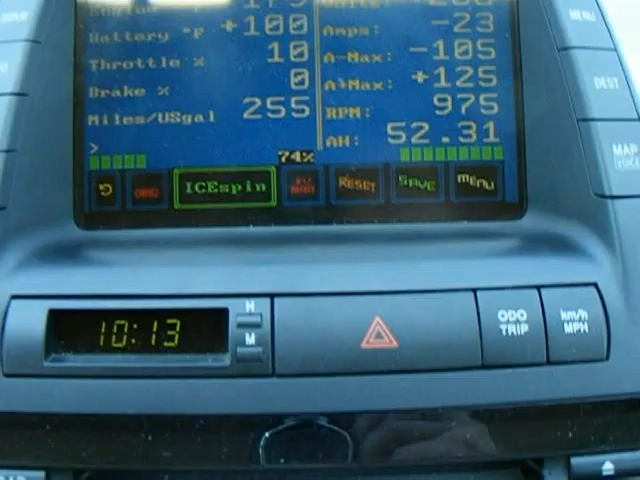 Battery °F +100
Amps: -23
Throttle % 10
A-Max: -105
Brake % 0
A+Max: +125
Miles/USgal 255
RPM: 975
>
AH: 52.31
74%
ICEspin
RESET
SAVE
MENU
MENU
DEST
MAP
VOICE
10:13
H
M
ODO
TRIP
km/h
MPH